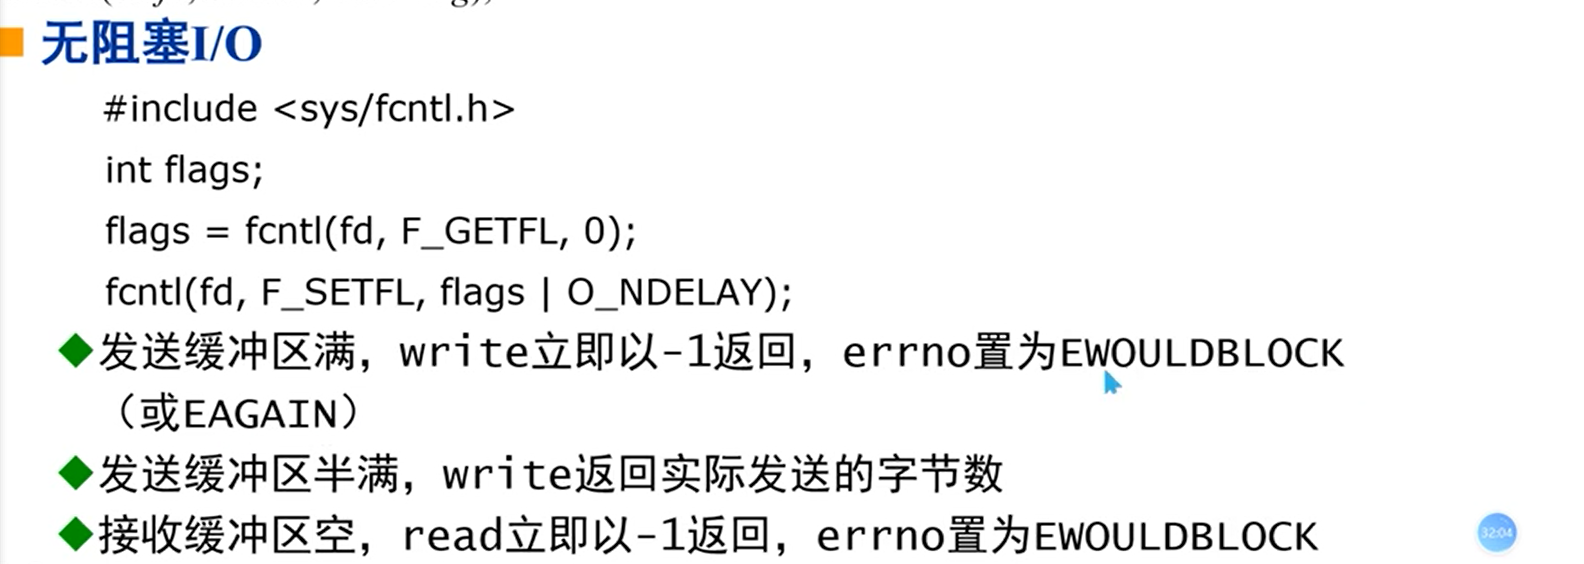 无阻塞I/O
#include <sys/fcntl.h>
int flags;
flags = fcntl(fd, F_GETFL, 0);
fcntl(fd, F_SETFL, flags | O_NDELAY);
发送缓冲区满，write立即以-1返回，errno置为EWOULDBLOCK
（或EAGAIN）
发送缓冲区半满，write返回实际发送的字节数
接收缓冲区空，read立即以-1返回，errno置为EWOULDBLOCK
32:04